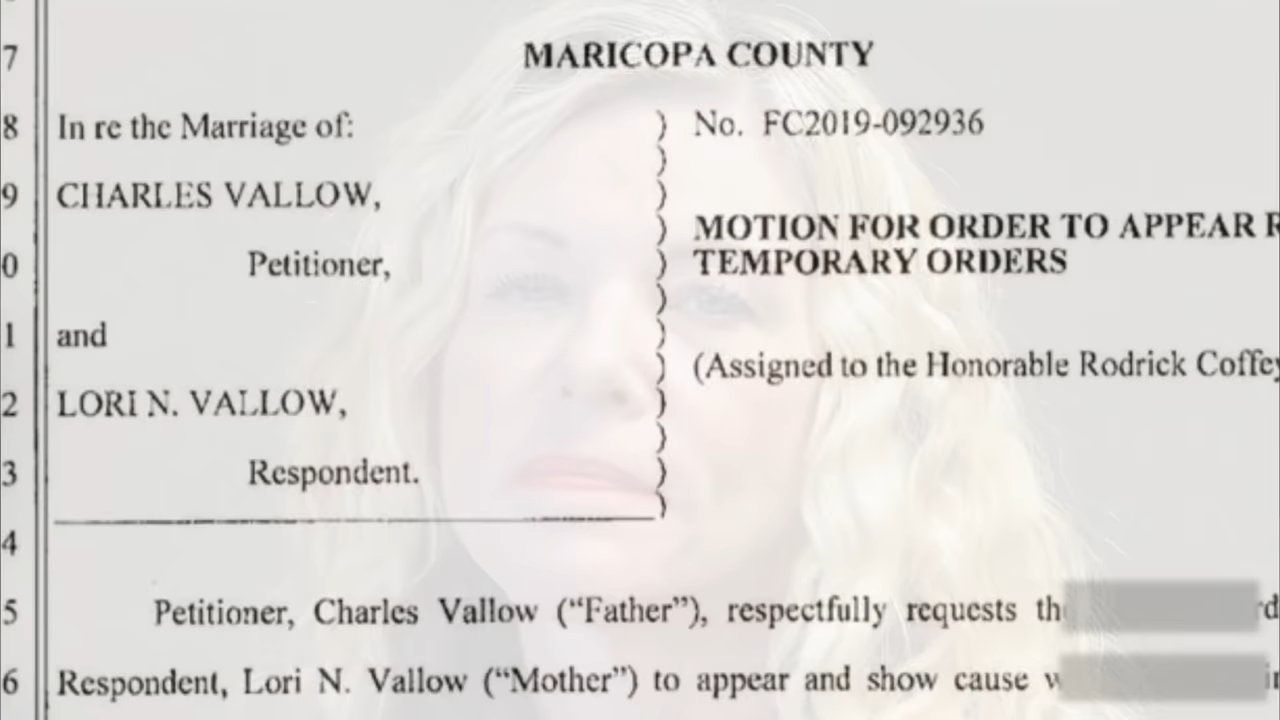 7
MARICOPA COUNTY
8 In re the Marriage of: ) No. FC2019-092936
)
9 CHARLES VALLOW, )
) MOTION FOR ORDER TO APPEAR R
0 Petitioner, ) TEMPORARY ORDERS
)
1 and )
) (Assigned to the Honorable Rodrick Coffey
2 LORI N. VALLOW, )
)
3 Respondent. )
)
4
5 Petitioner, Charles Vallow (“Father”), respectfully requests
6 Respondent, Lori N. Vallow (“Mother”) to appear and show cause